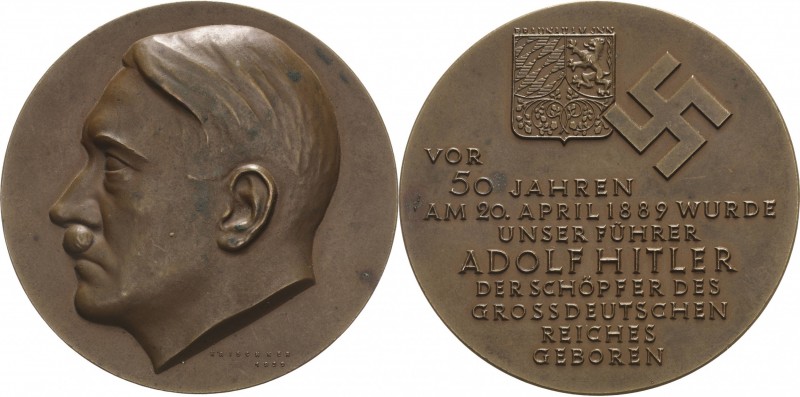 VOR
50 JAHREN
AM 20. APRIL 1889 WURDE
UNSER FÜHRER
ADOLF HITLER
DER SCHÖPFER DES
GROSSDEUTSCHEN
REICHES
GEBOREN